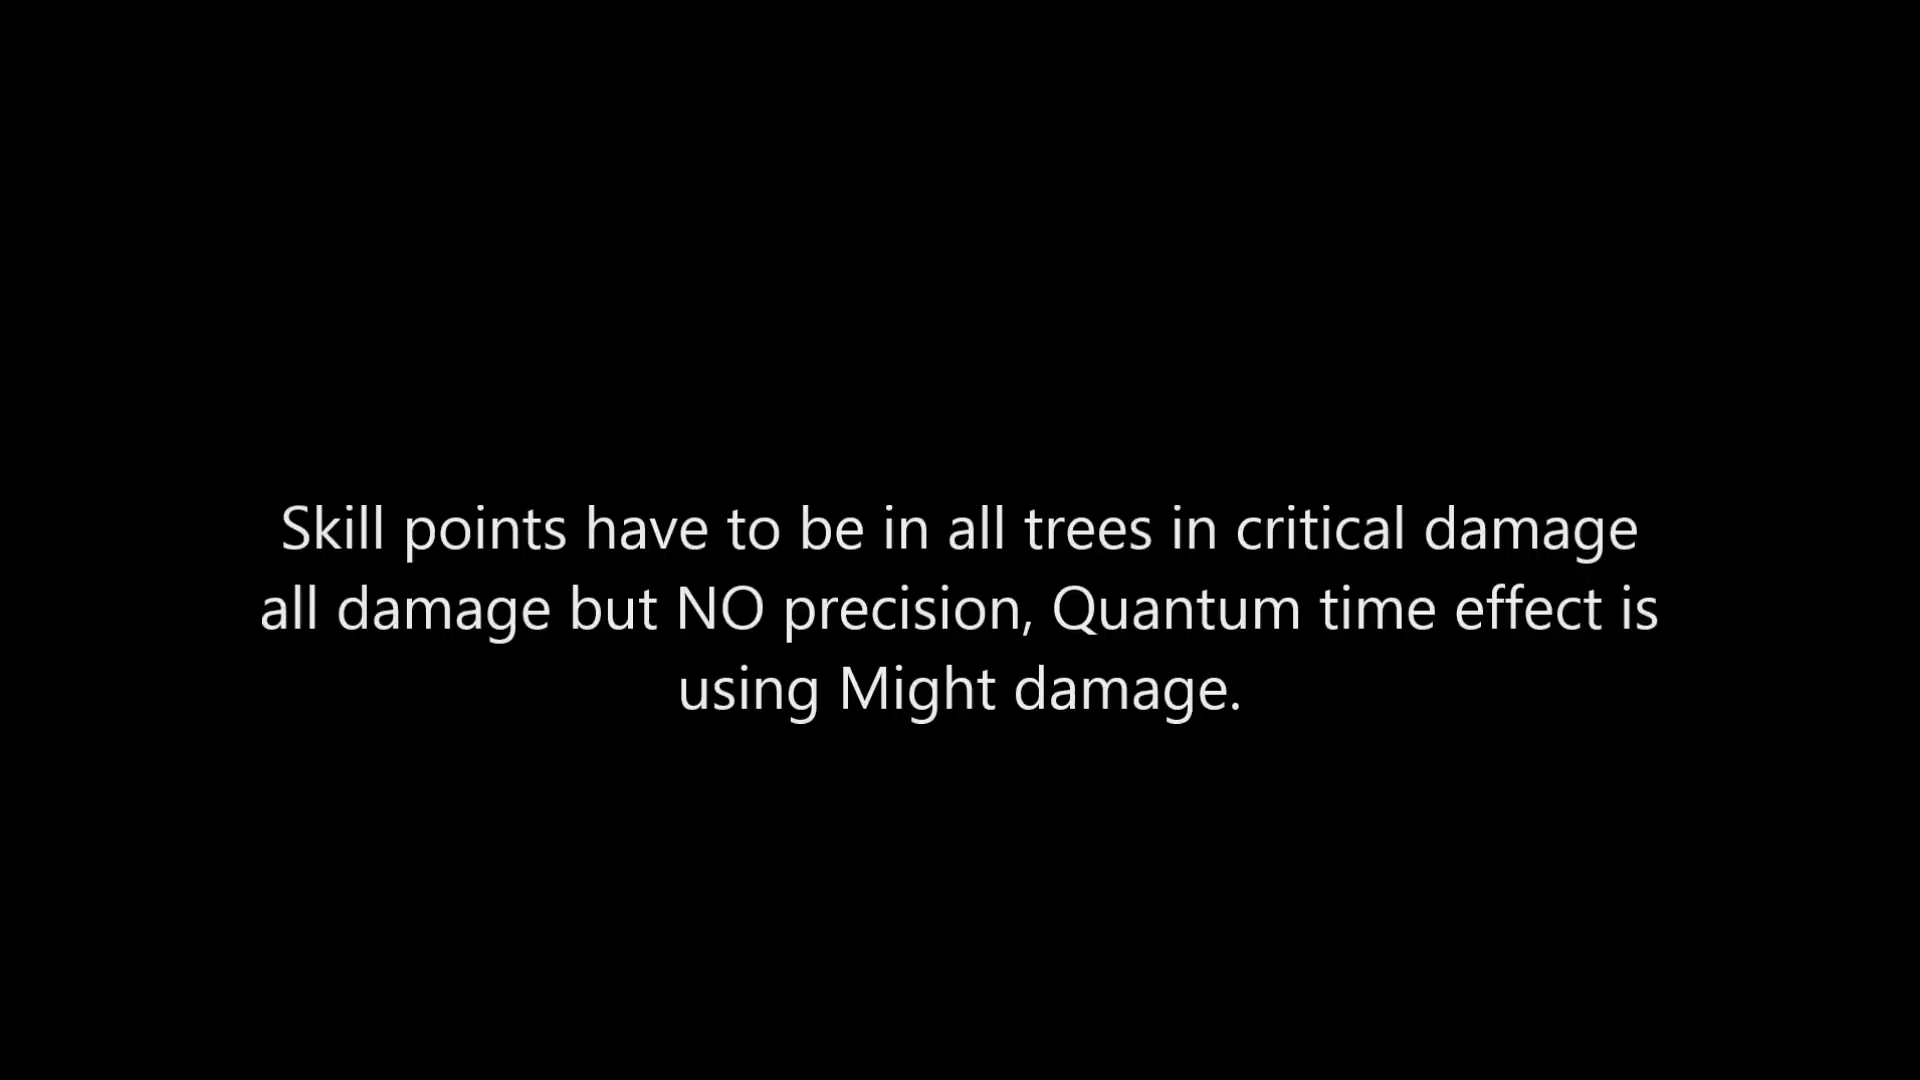 Skill points have to be in all trees in critical damage
all damage but NO precision, Quantum time effect is
using Might damage.